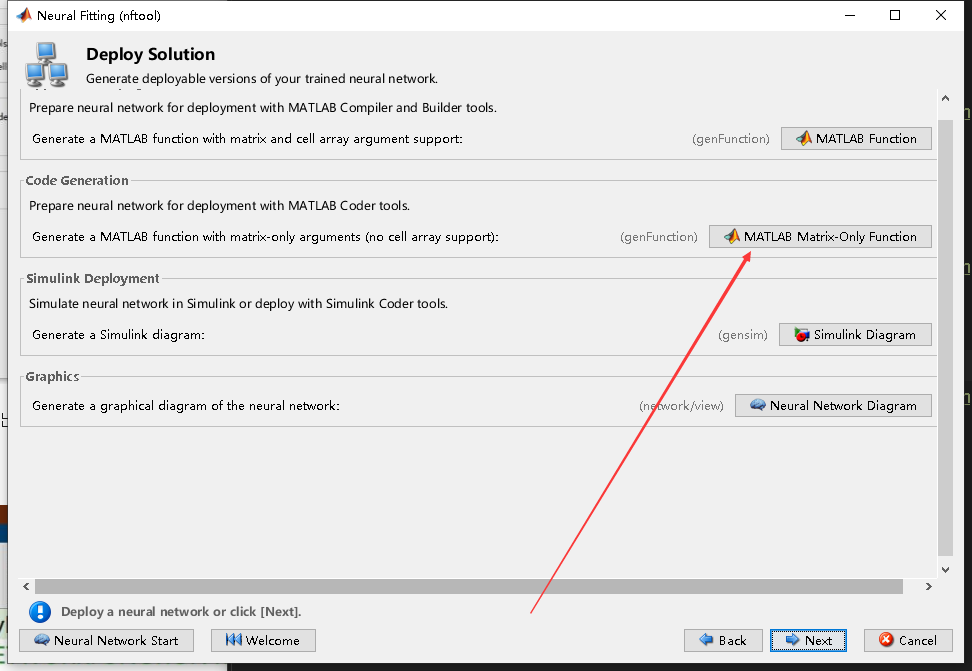 Neural Fitting (nftool)
Deploy Solution
Generate deployable versions of your trained neural network.
Prepare neural network for deployment with MATLAB Compiler and Builder tools.
Generate a MATLAB function with matrix and cell array argument support: (genFunction) MATLAB Function
Code Generation
Prepare neural network for deployment with MATLAB Coder tools.
Generate a MATLAB function with matrix-only arguments (no cell array support): (genFunction) MATLAB Matrix-Only Function
Simulink Deployment
Simulate neural network in Simulink or deploy with Simulink Coder tools.
Generate a Simulink diagram: (gensim) Simulink Diagram
Graphics
Generate a graphical diagram of the neural network: (network/view) Neural Network Diagram
Deploy a neural network or click [Next].
Neural Network Start Welcome Back Next Cancel